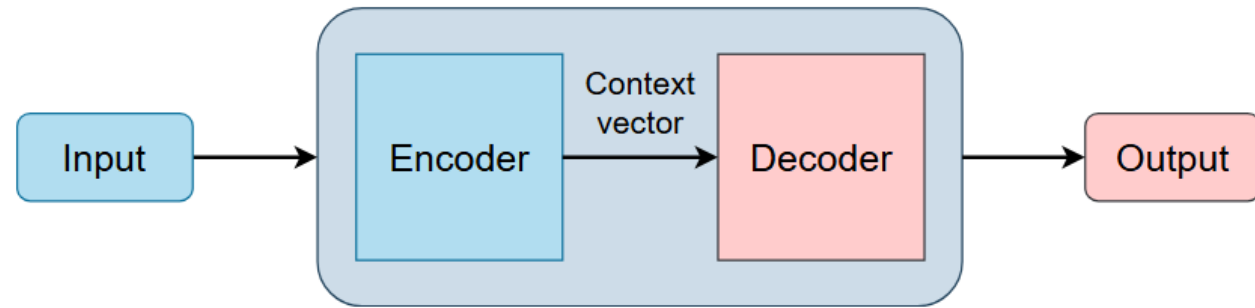 Input
Encoder
Context
vector
Decoder
Output